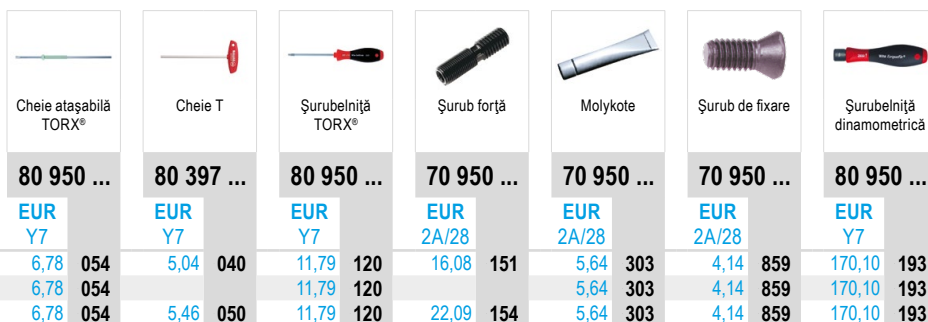 Cheie atașabilă TORX®
Cheie T
Șurubelniţă TORX®
Șurub forţă
Molykote
Șurub de fixare
Șurubelniţă dinamometrică
80 950 ...
80 397 ...
80 950 ...
70 950 ...
70 950 ...
70 950 ...
80 950 ...
EUR EUR EUR EUR EUR EUR EUR
Y7 Y7 Y7 2A/28 2A/28 2A/28 Y7
6,78 054 5,04 040 11,79 120 16,08 151 5,64 303 4,14 859 170,10 193
6,78 054 11,79 120 5,64 303 4,14 859 170,10 193
6,78 054 5,46 050 11,79 120 22,09 154 5,64 303 4,14 859 170,10 193